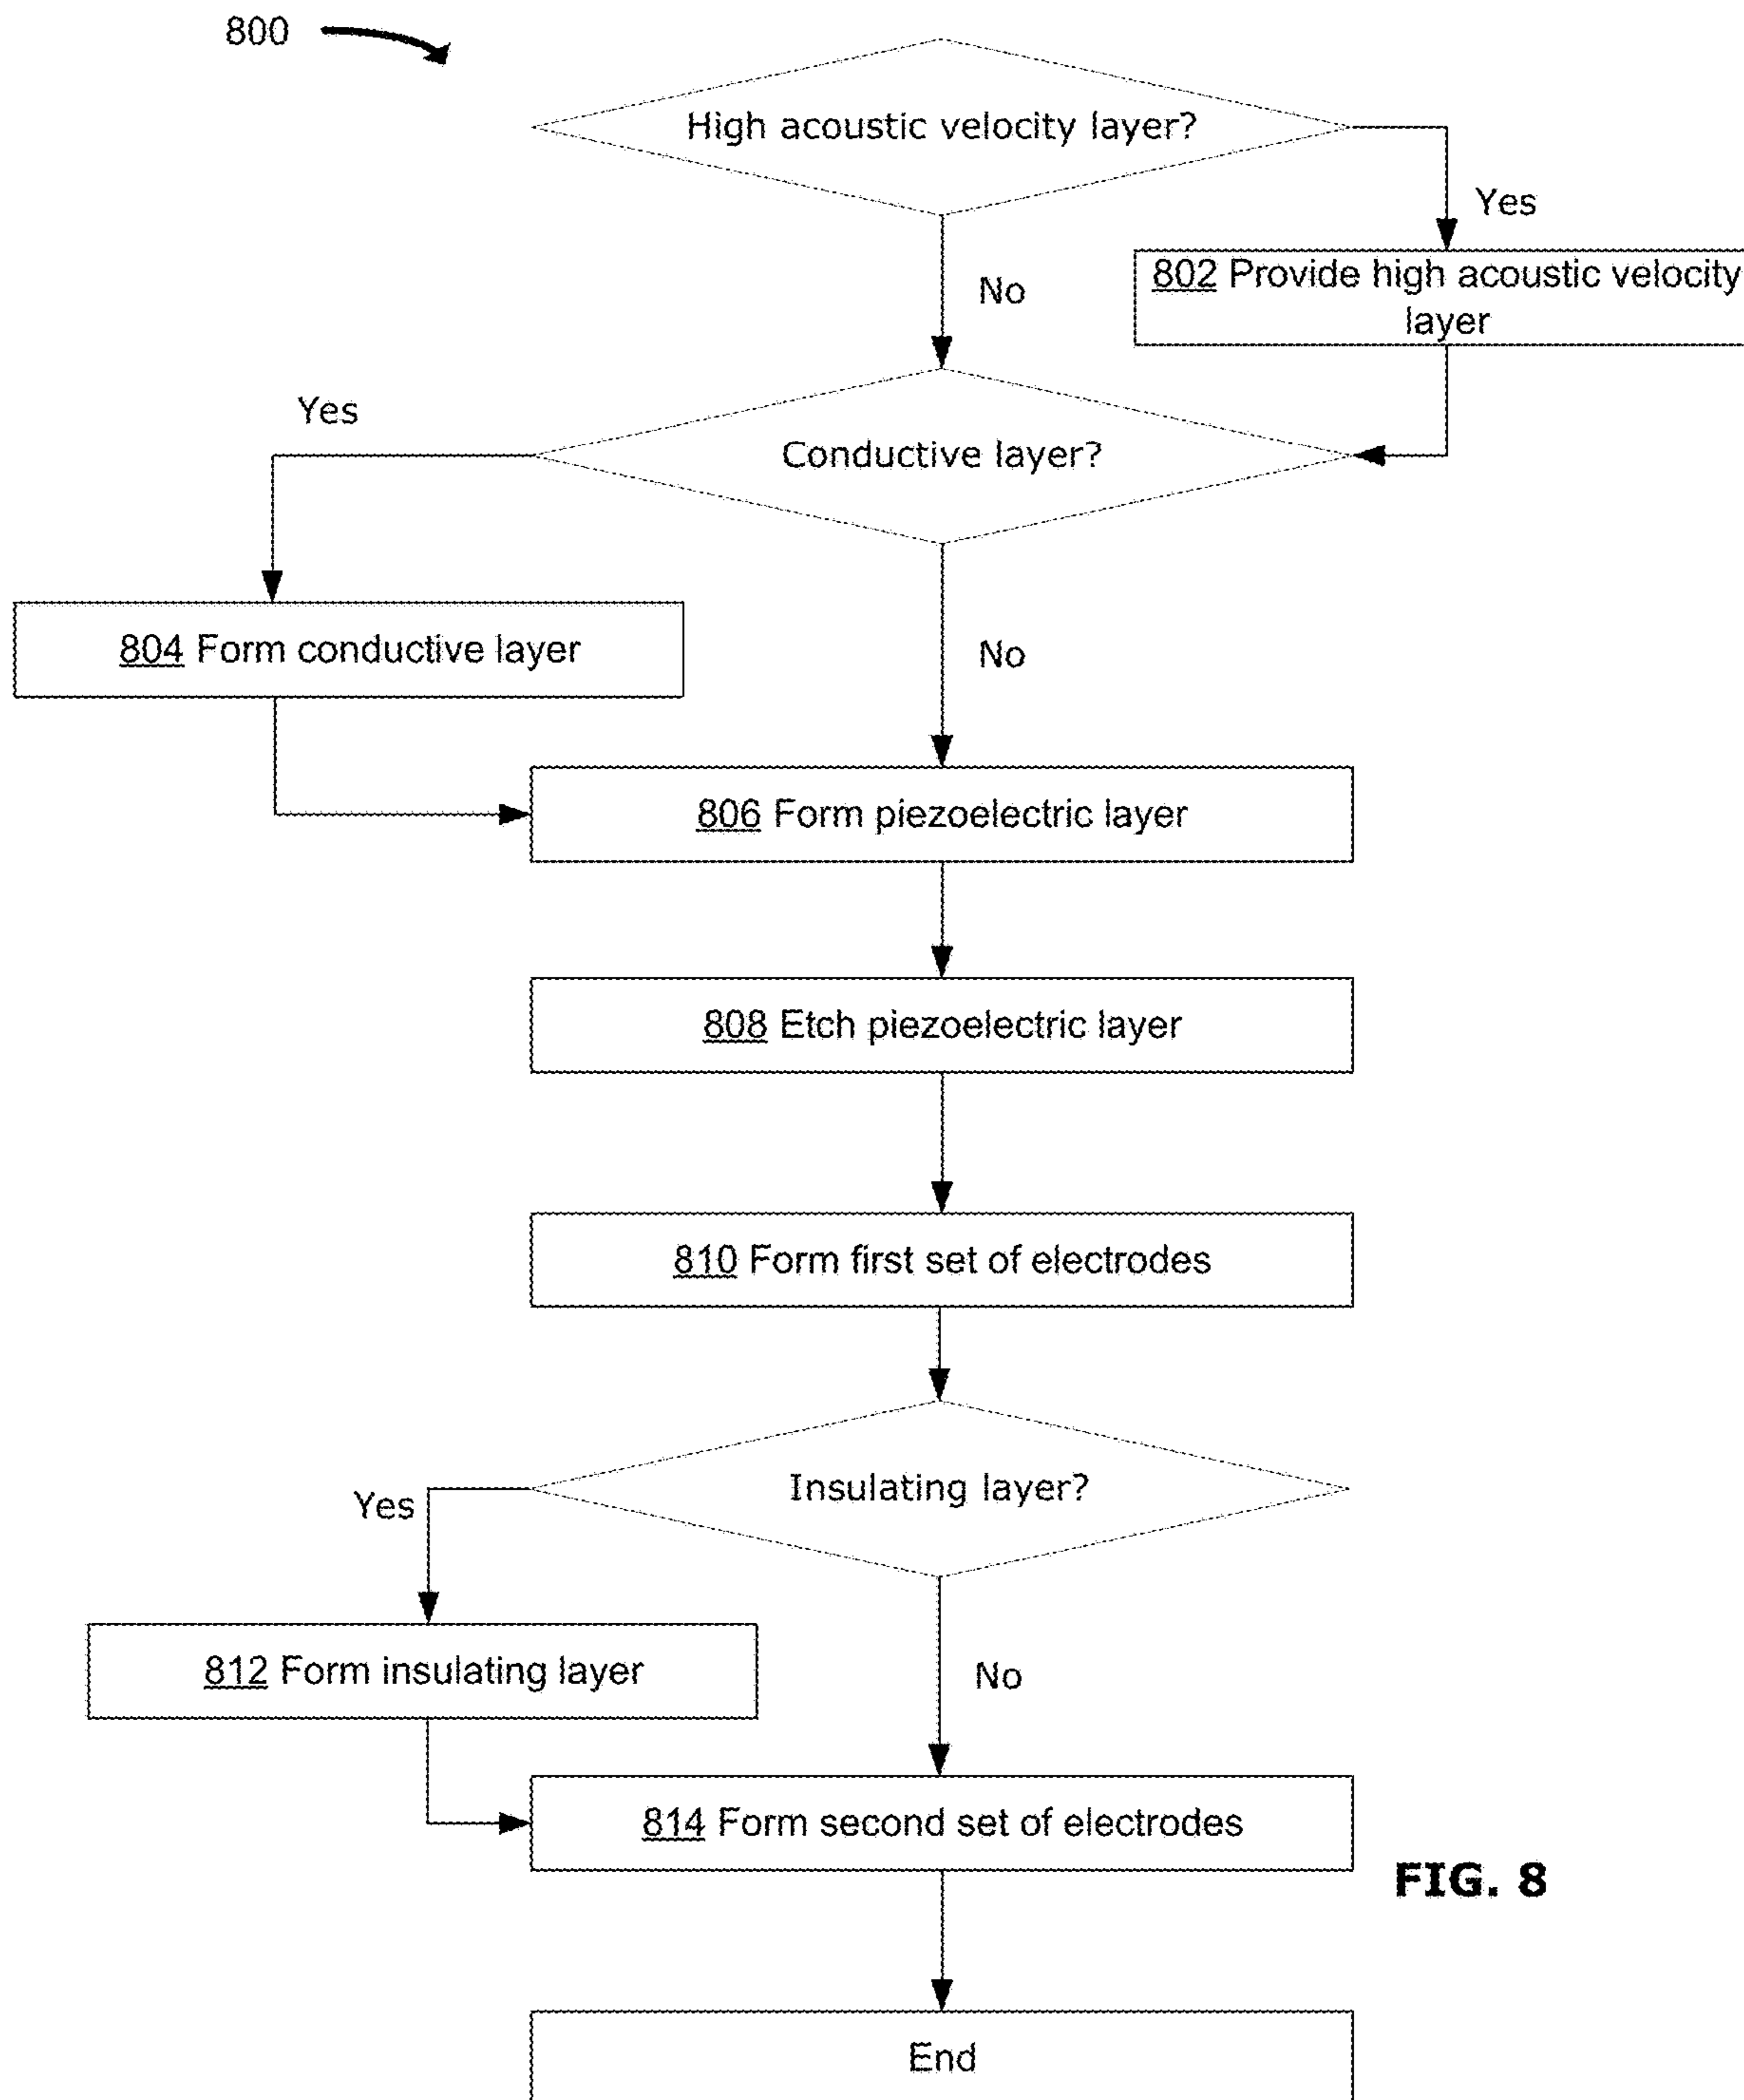 800
High acoustic velocity layer?
Yes
No
802 Provide high acoustic velocity
layer
Yes
Conductive layer?
804 Form conductive layer
No
806 Form piezoelectric layer
808 Etch piezoelectric layer
810 Form first set of electrodes
Insulating layer?
Yes
812 Form insulating layer
No
814 Form second set of electrodes
FIG. 8
End